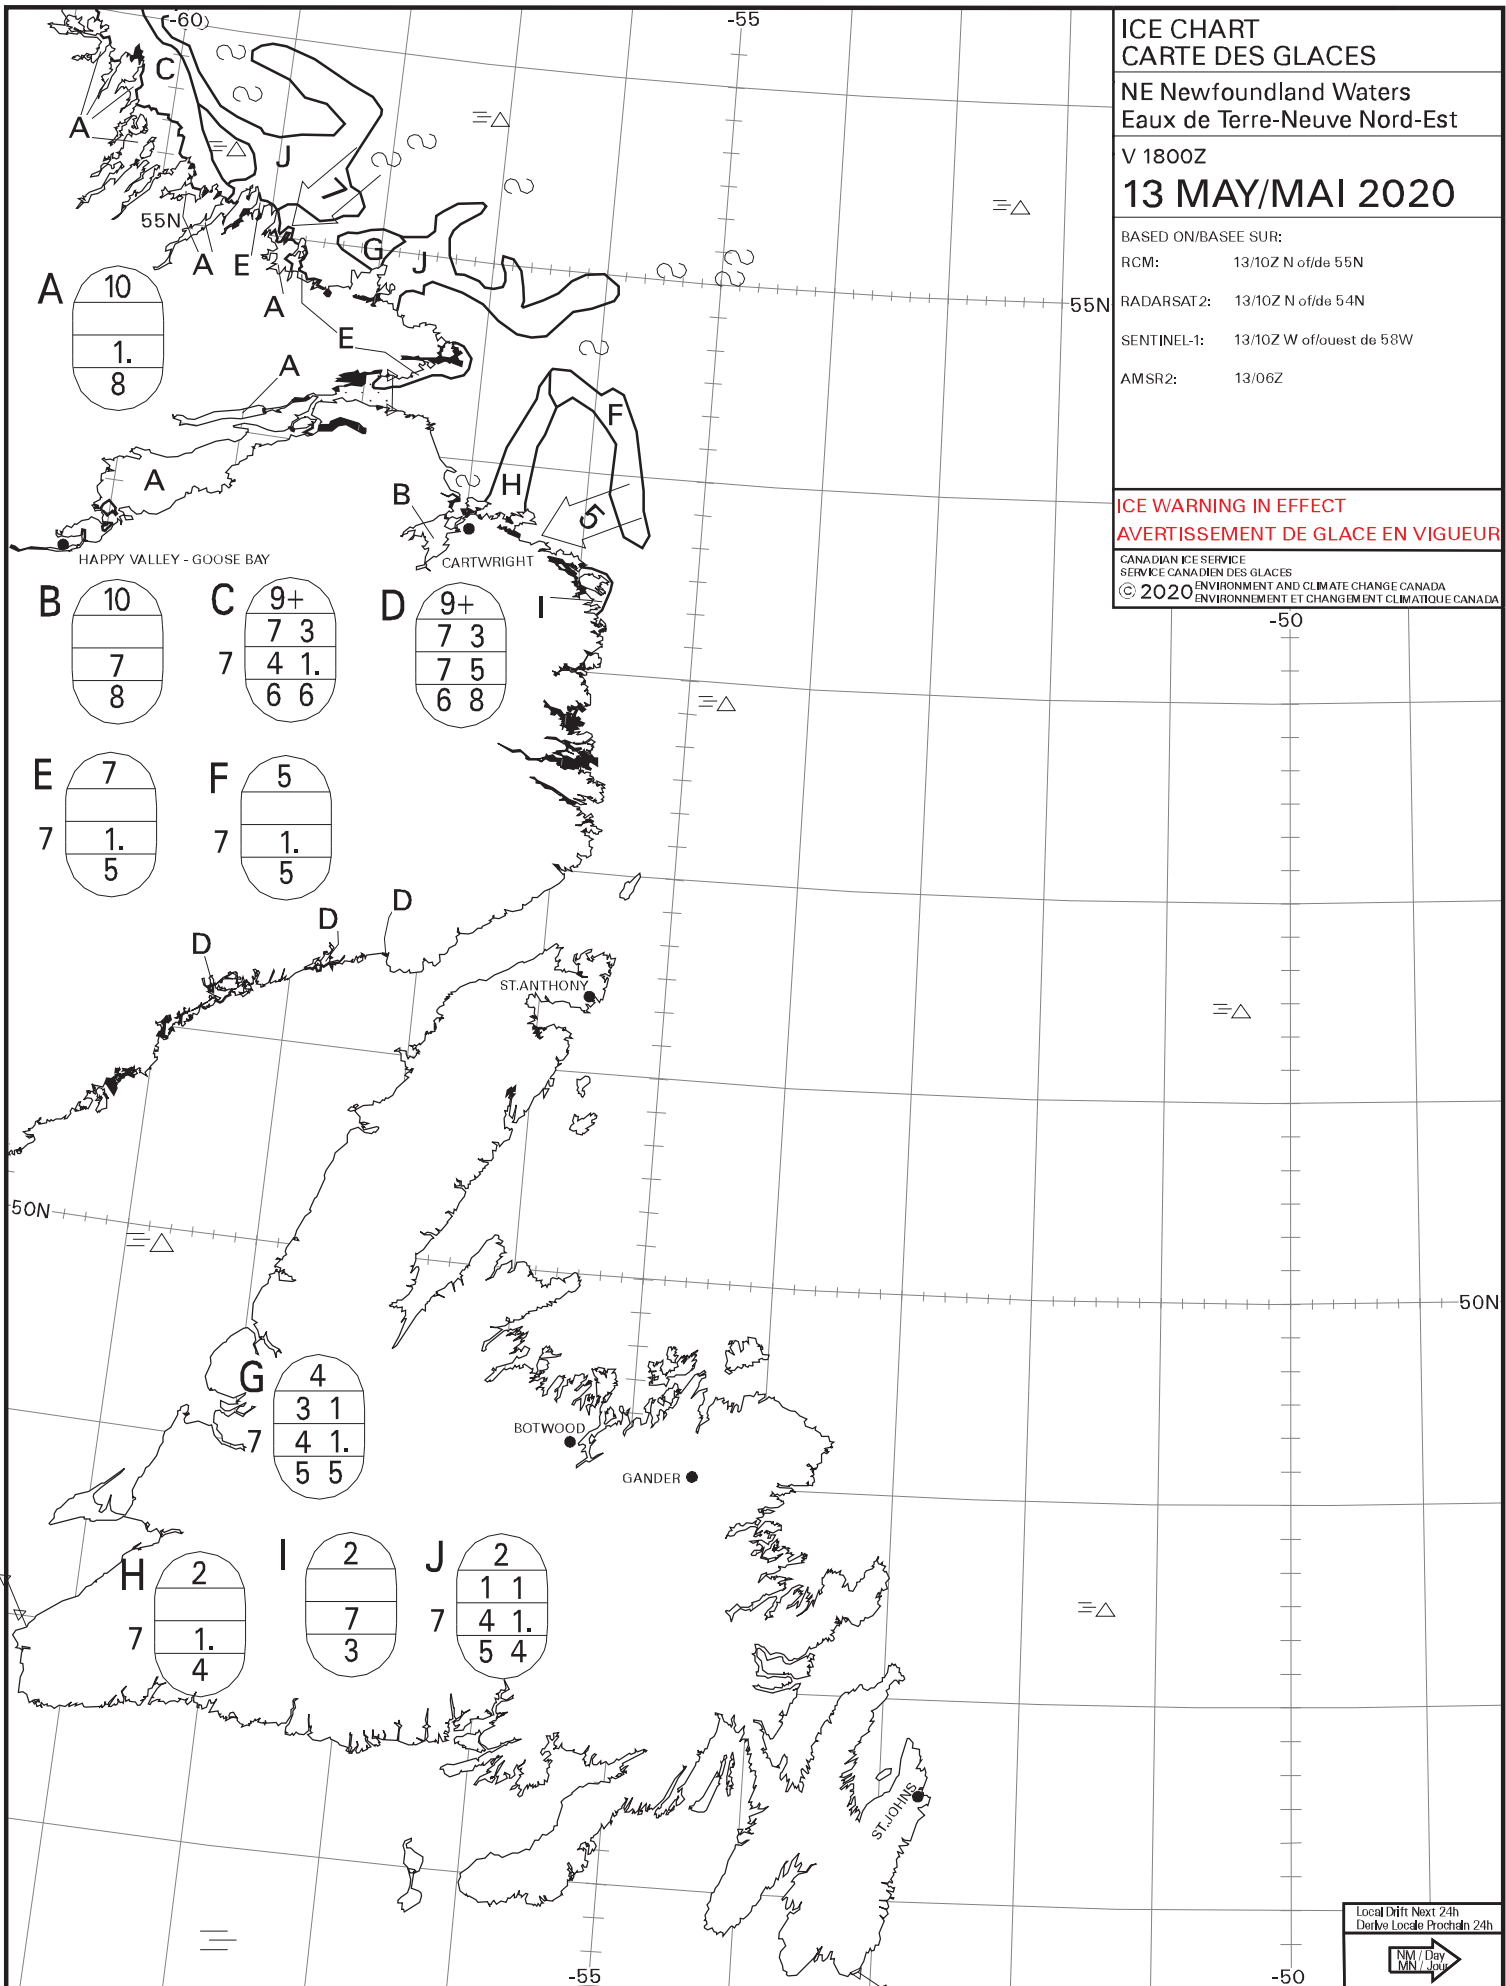 -60
-55
ICE CHART
CARTE DES GLACES
NE Newfoundland Waters
Eaux de Terre-Neuve Nord-Est
V 1800Z
13 MAY/MAI 2020
BASED ON/BASEE SUR:
RCM: 13/10Z N of/de 55N
RADARSAT2: 13/10Z N of/de 54N
SENTINEL-1: 13/10Z W of/ouest de 58W
AMSR2: 13/06Z
ICE WARNING IN EFFECT
AVERTISSEMENT DE GLACE EN VIGUEUR
CANADIAN ICE SERVICE
SERVICE CANADIEN DES GLACES
© 2020 ENVIRONMENT AND CLIMATE CHANGE CANADA
ENVIRONNEMENT ET CHANGEMENT CLIMATIQUE CANADA
C
A
J
7
55N
A E
G
J
A
55N
E
A
F
A
H
B
5
HAPPY VALLEY - GOOSE BAY
CARTWRIGHT
I
A
10
1.
8
B
10
7
8
C
9+
7 3
7 4 1.
6 6
D
9+
7 3
7 5
6 8
-50
E
7
7 1.
5
F
5
7 1.
5
D
D
D
ST.ANTHONY
50N
50N
G
4
3 1
7 4 1.
5 5
BOTWOOD
GANDER
H
2
7 1.
4
I
2
7
3
J
2
1 1
7 4 1.
5 4
ST.JOHNS
-55
-50
Local Drift Next 24h
Derive Locale Prochain 24h
NM / Day
MN / Jour